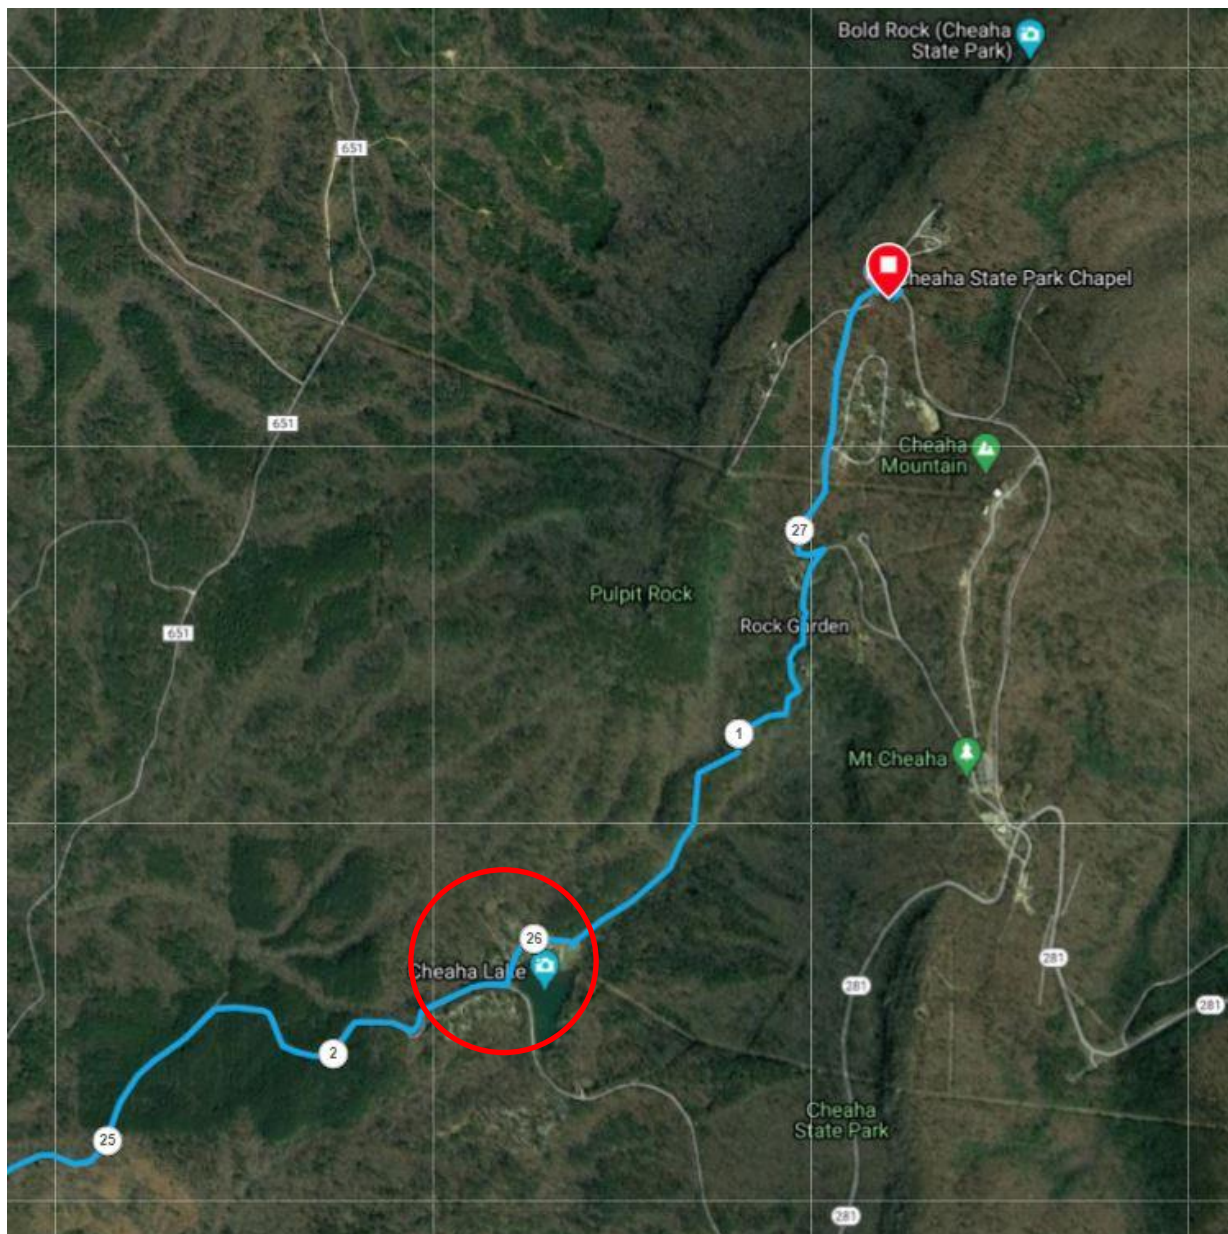 Bold Rock (Cheaha
State Park)
651
Cheaha State Park Chapel
651
Cheaha
Mountain
27
Pulpit Rock
Rock Garden
651
1
Mt Cheaha
26
Cheaha Lake
281
281
281
2
Cheaha
State Park
25
281